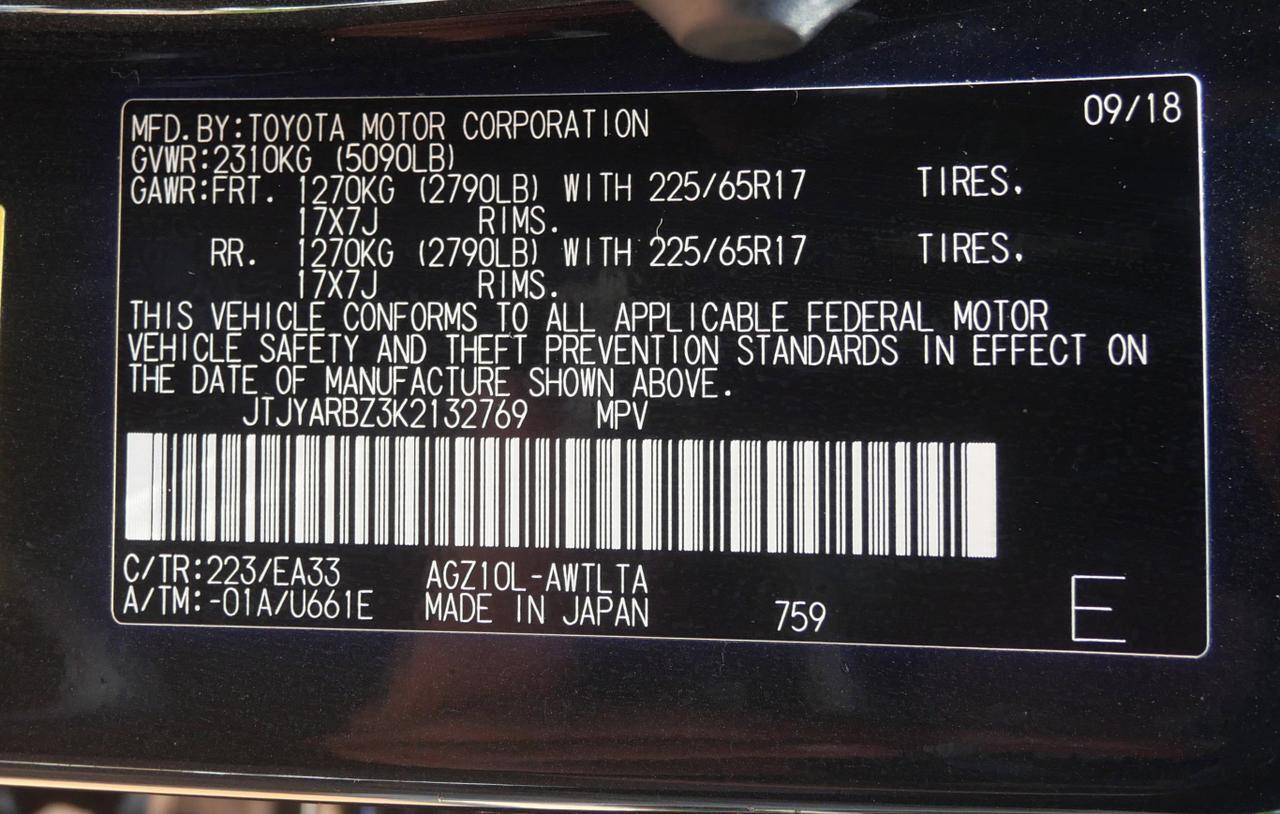 09/18
MFD.BY:TOYOTA MOTOR CORPORATION
GVWR:2310KG (5090LB)
GAWR:FRT. 1270KG (2790LB) WITH 225/65R17 TIRES.
17X7J RIMS.
RR. 1270KG (2790LB) WITH 225/65R17 TIRES.
17X7J RIMS.
THIS VEHICLE CONFORMS TO ALL APPLICABLE FEDERAL MOTOR
VEHICLE SAFETY AND THEFT PREVENTION STANDARDS IN EFFECT ON
THE DATE OF MANUFACTURE SHOWN ABOVE.
JTJYARBZ3K2132769 MPV
C/TR:223/EA33 AGZ10L-AWTLTA
A/TM:-01A/U661E MADE IN JAPAN 759 E